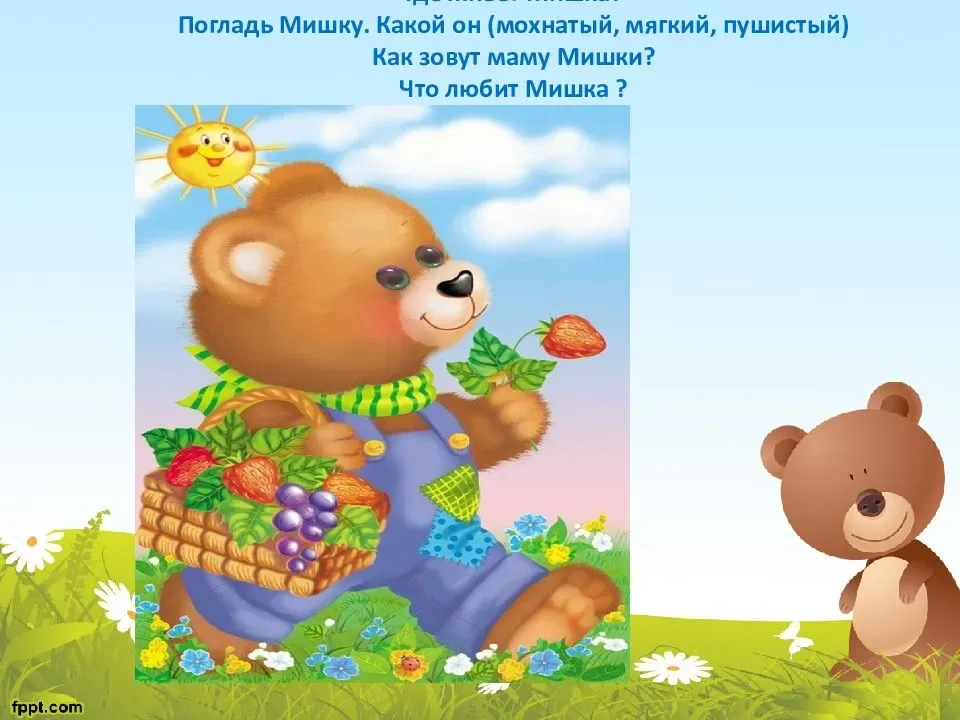 Погладь Мишку. Какой он (мохнатый, мягкий, пушистый)
Как зовут маму Мишки?
Что любит Мишка ?
fppt.com